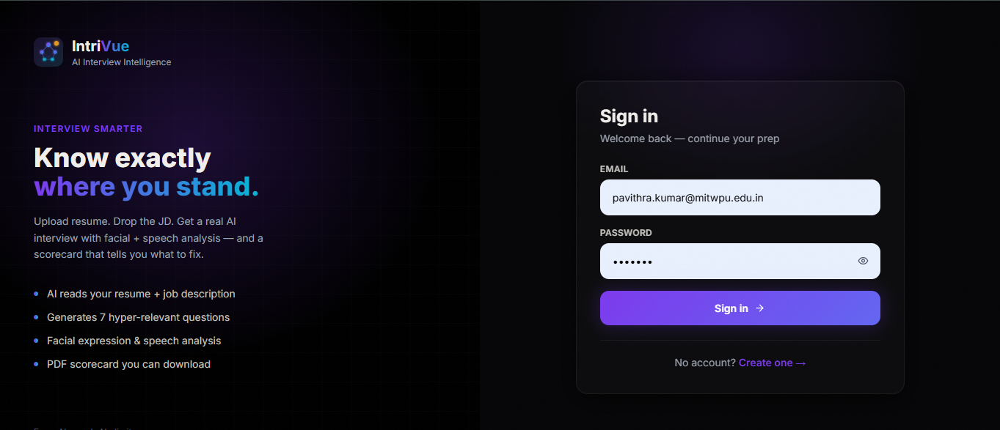 IntriVue
AI Interview Intelligence
INTERVIEW SMARTER
Know exactly
where you stand.
Upload resume. Drop the JD. Get a real AI
interview with facial + speech analysis — and a
scorecard that tells you what to fix.
AI reads your resume + job description
Generates 7 hyper-relevant questions
Facial expression & speech analysis
PDF scorecard you can download
Sign in
Welcome back — continue your prep
EMAIL
pavithra.kumar@mitwpu.edu.in
PASSWORD
•••••••
Sign in →
No account? Create one →